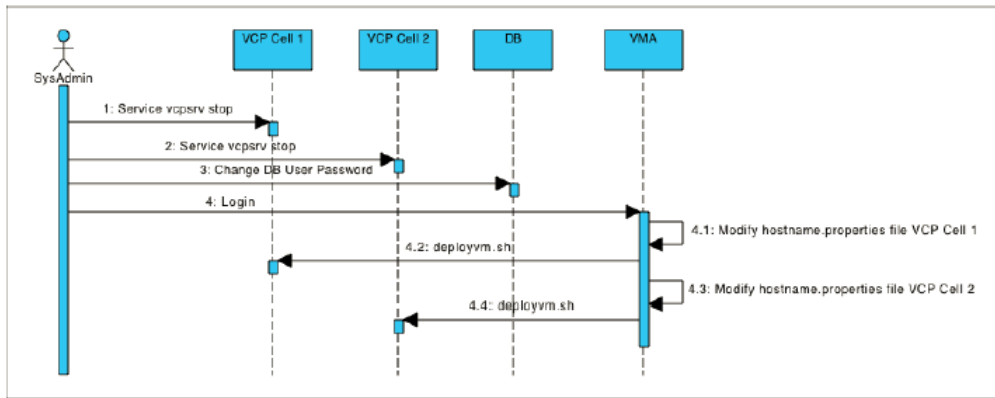 VCP Cell 1
VCP Cell 2
DB
VMA
SysAdmin
1: Service vcpsrv stop
2: Service vcpsrv stop
3: Change DB User Password
4: Login
4.1: Modify hostname.properties file VCP Cell 1
4.2: deployvm.sh
4.3: Modify hostname.properties file VCP Cell 2
4.4: deployvm.sh